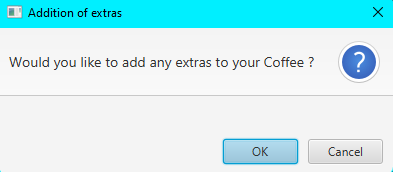 Addition of extras
Would you like to add any extras to your Coffee ?
?
OK
Cancel